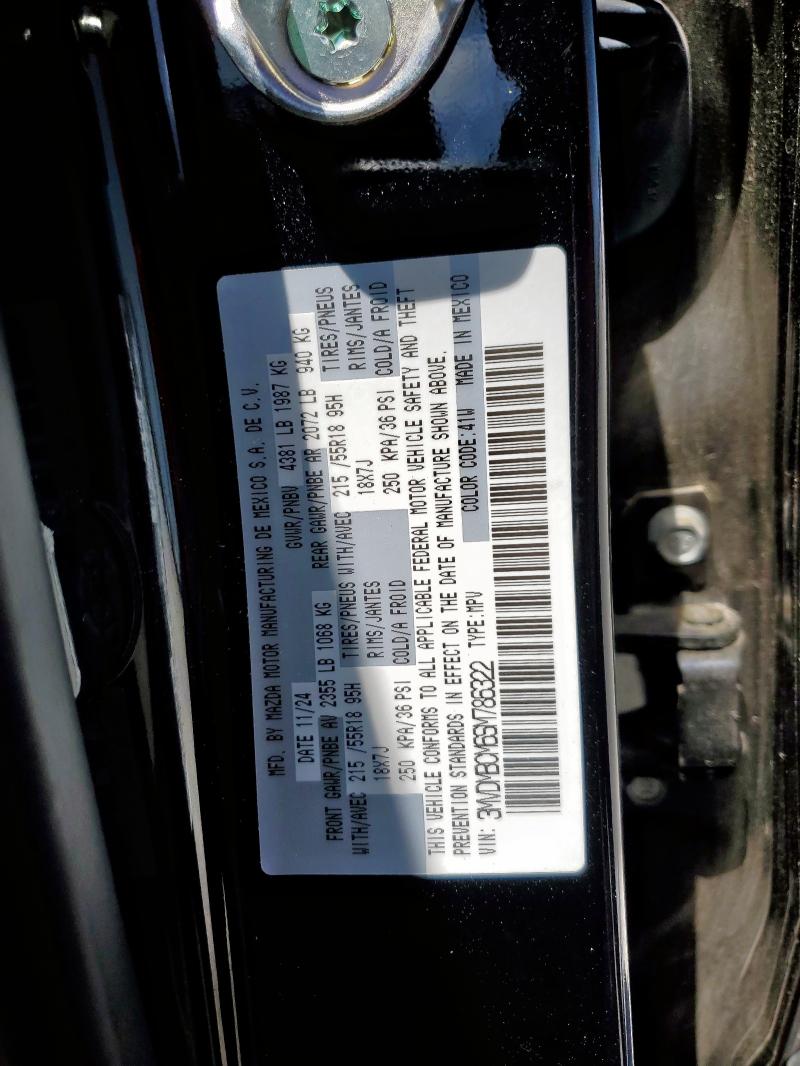 MFD. BY MAZDA MOTOR MANUFACTURING DE MEXICO S.A. DE C.V.
DATE 11/24 GVWR/PNBV 4381 LB 1987 KG
FRONT GAWR/PNBE AV 2355 LB 1068 KG REAR GAWR/PNBE AR 2072 LB 940 KG
WITH/AVEC 215 /55R18 95H TIRES/PNEUS WITH/AVEC 215 /55R18 95H TIRES/PNEUS
18X7J RIMS/JANTES 18X7J RIMS/JANTES
250 KPA/36 PSI COLD/A FROID 250 KPA/36 PSI COLD/A FROID
THIS VEHICLE CONFORMS TO ALL APPLICABLE FEDERAL MOTOR VEHICLE SAFETY AND THEFT
PREVENTION STANDARDS IN EFFECT ON THE DATE OF MANUFACTURE SHOWN ABOVE.
VIN: 3MVDMBCM6SM786322 TYPE:MPV COLOR CODE:41W MADE IN MEXICO